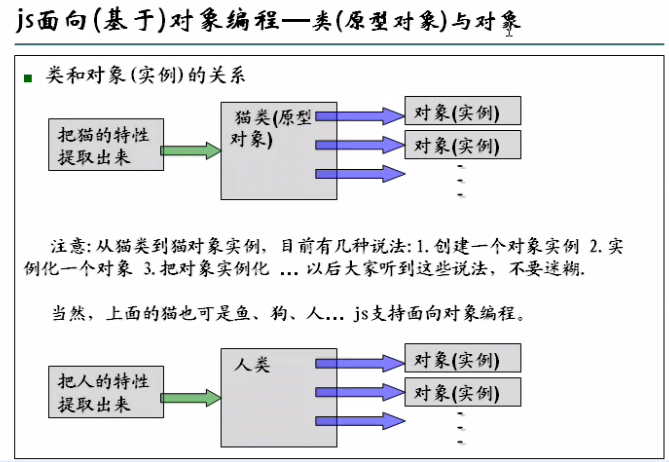 js面向(基于)对象编程—类(原型对象)与对象
类和对象(实例)的关系
把猫的特性
提取出来
猫类(原型
对象)
对象(实例)
对象(实例)
注意:从猫类到猫对象实例，目前有几种说法:1.创建一个对象实例 2.实
例化一个对象 3.把对象实例化 …以后大家听到这些说法，不要迷糊.
当然，上面的猫也可是鱼、狗、人… js支持面向对象编程。
把人的特性
提取出来
人类
对象(实例)
对象(实例)